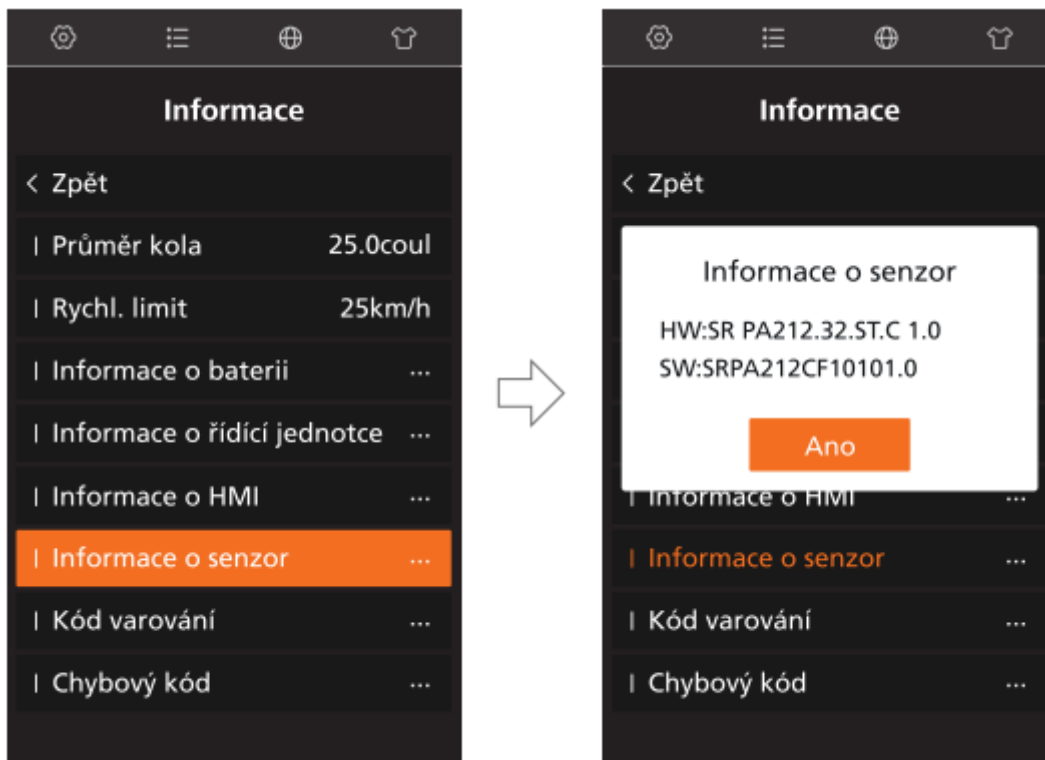 Informace
< Zpět
| Průměr kola 25.0coul
| Rychl. limit 25km/h
| Informace o baterii ...
| Informace o řídící jednotce ...
| Informace o HMI ...
| Informace o senzor ...
| Kód varování ...
| Chybový kód ...
Informace
< Zpět
Informace o senzor
HW:SR PA212.32.ST.C 1.0
SW:SRPA212CF10101.0
Ano
| Informace o HMI ...
| Informace o senzor ...
| Kód varování ...
| Chybový kód ...